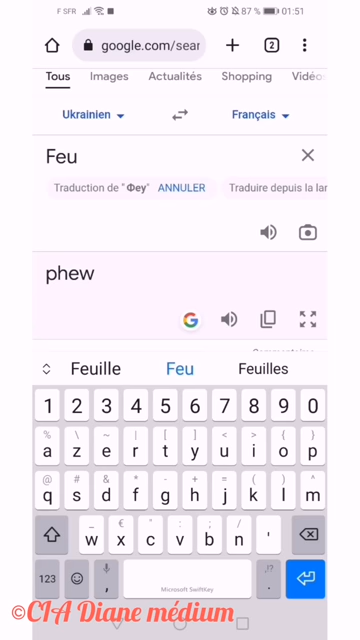 F SFR 87 % 01:51
google.com/sear 2
Tous Images Actualités Shopping Vidéos
Ukrainien Français
Feu
Traduction de " Феу" ANNULER Traduire depuis la lan
phew
Feuille Feu Feuilles
1 2 3 4 5 6 7 8 9 0
% \ ~ | [ ] < > { }
a z e r t y u i o p
@ # & * - + = ( ) ^
q s d f g h j k l m
_ € " : ; / 
w x c v b n '
123 , Microsoft SwiftKey ,!? .
©CIA Diane médium